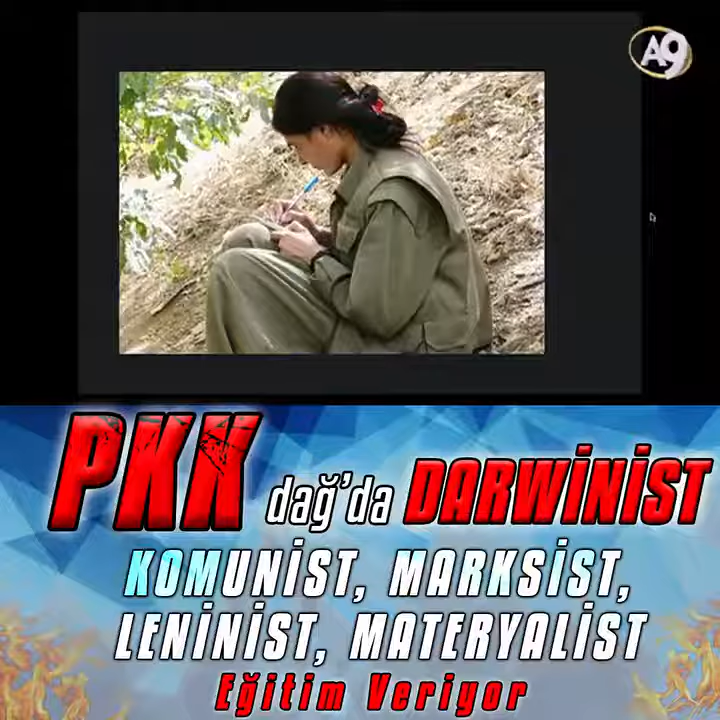 A9
PKK dağ'da DARWİNİST
KOMUNİST, MARKSİST,
LENİNİST, MATERYALİST
Eğitim Veriyor